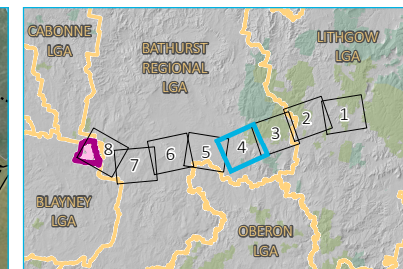 CABONNE
LGA
BATHURST
REGIONAL
LGA
LITHGOW
LGA
1
2
3
4
5
6
7
8
BLAYNEY
LGA
OBERON
LGA